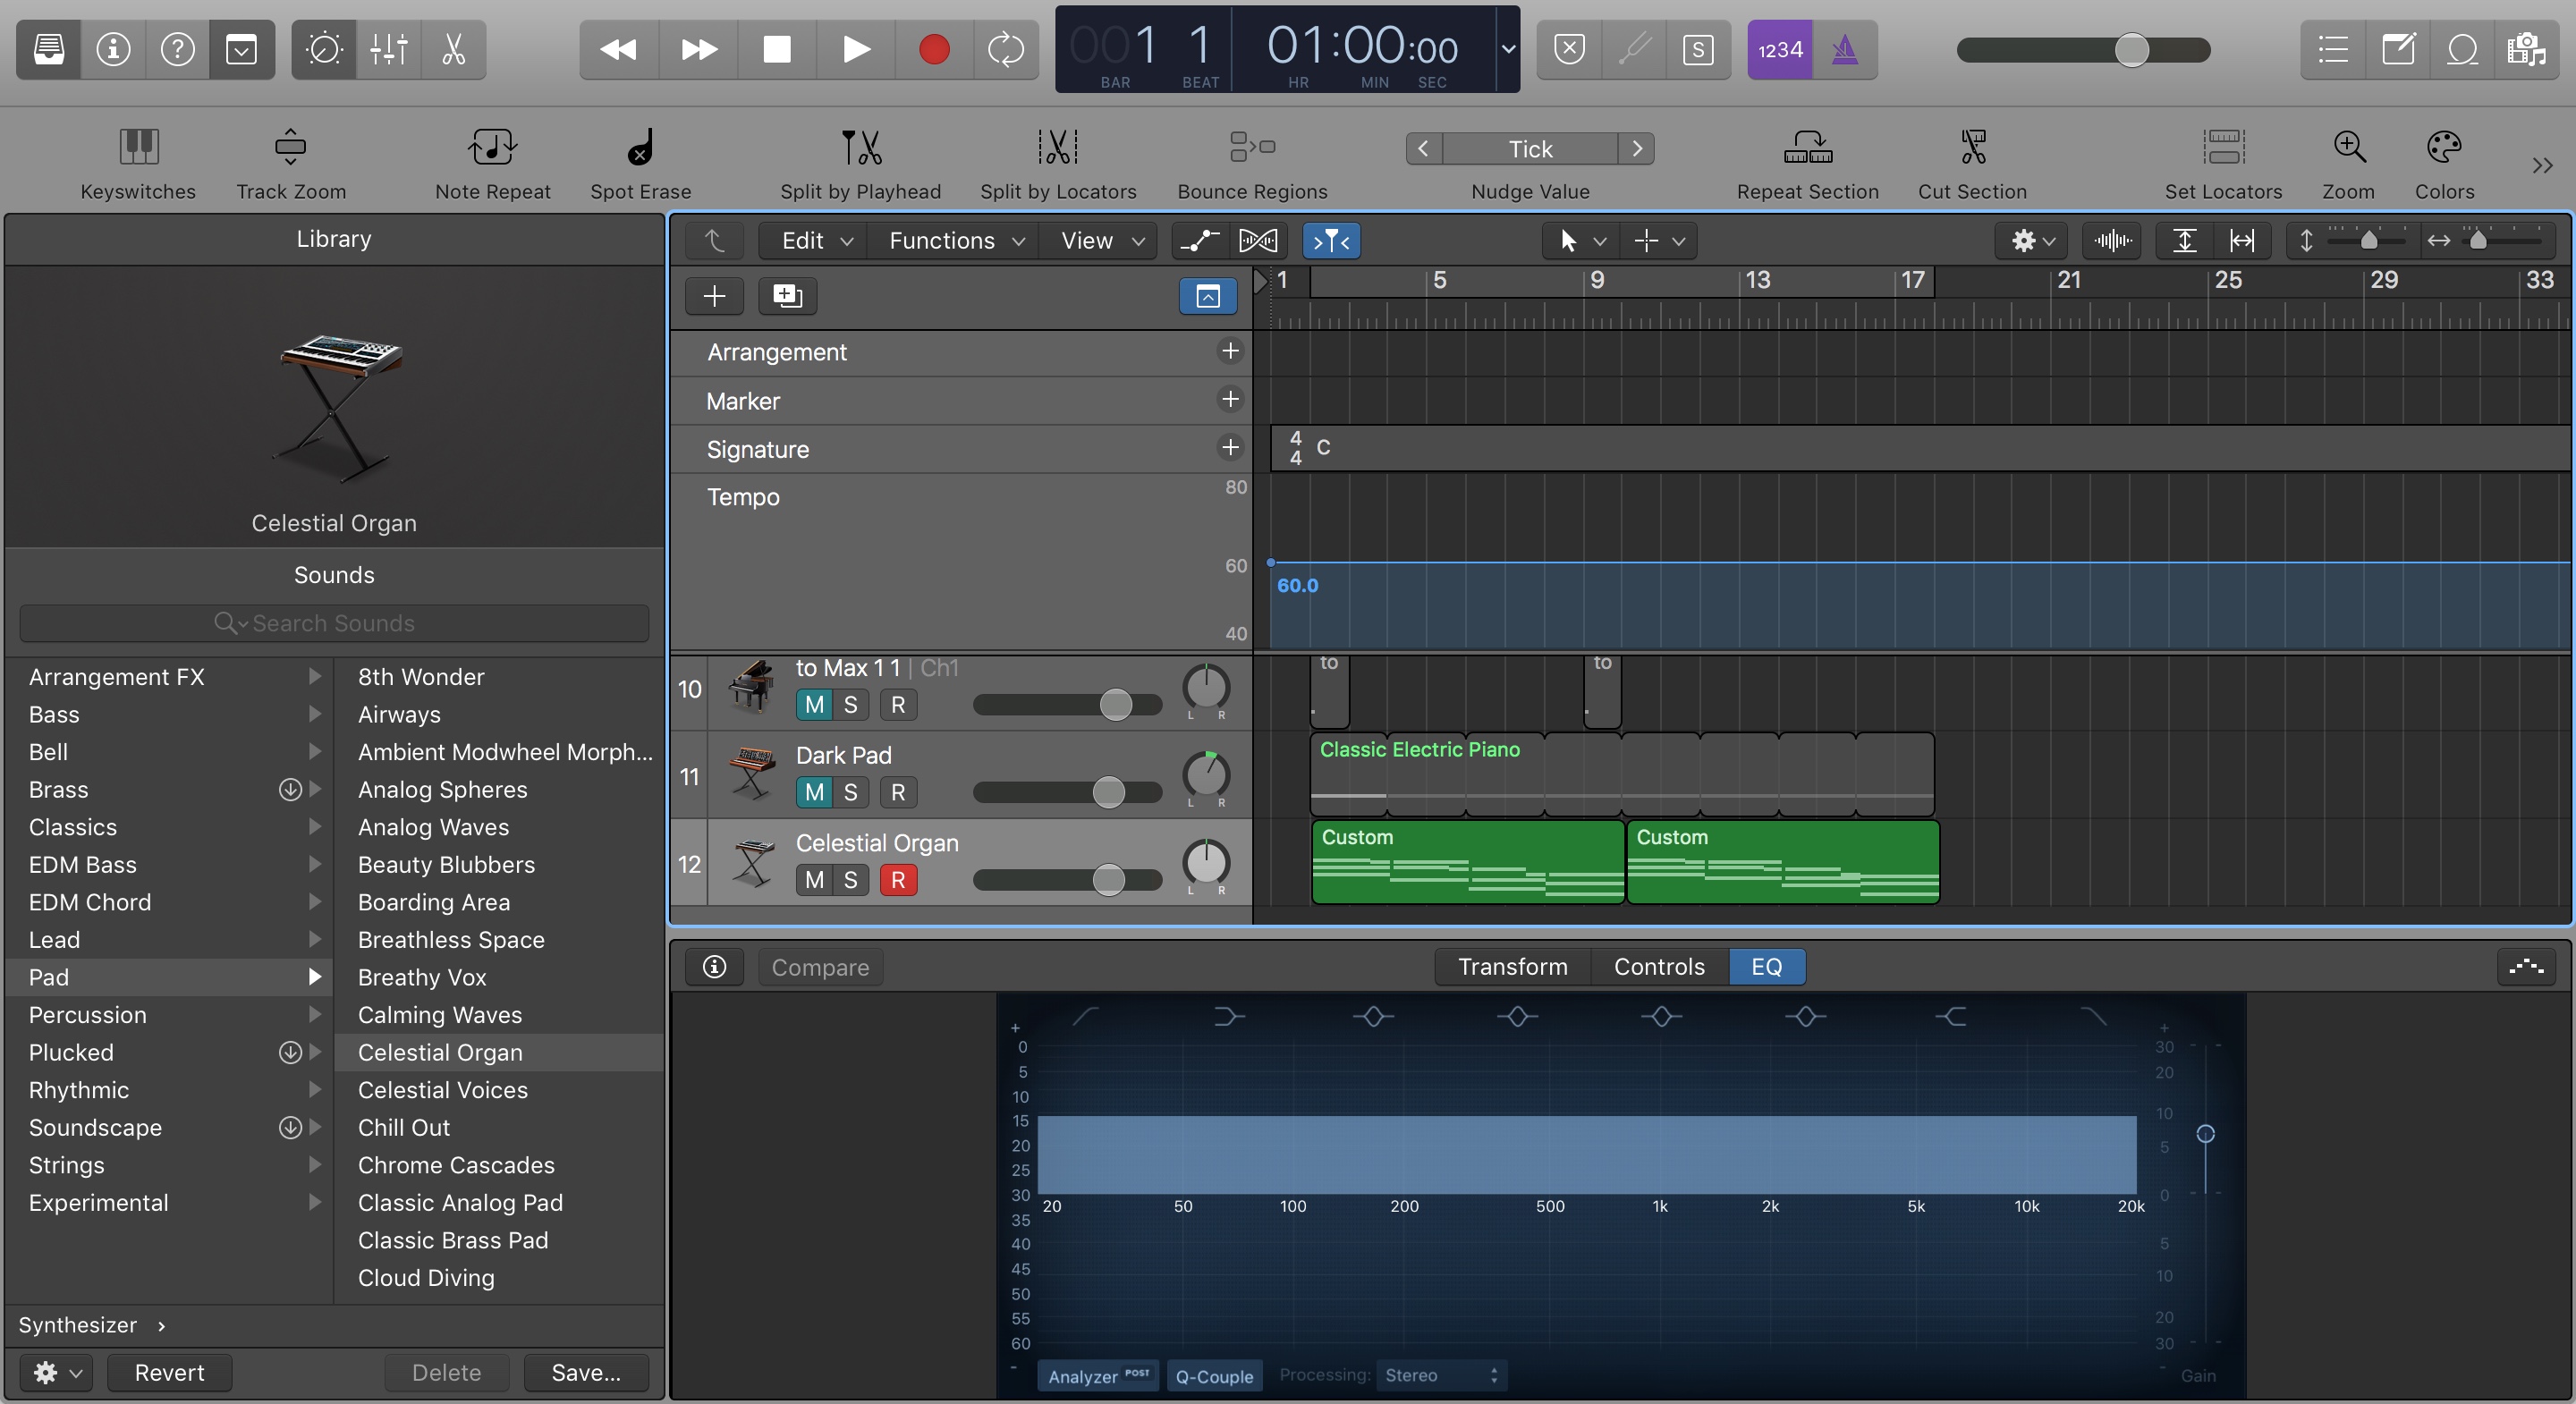 001 1 01:00:00
BAR BEAT HR MIN SEC
S
1234
Keyswitches Track Zoom Note Repeat Spot Erase Split by Playhead Split by Locators Bounce Regions
Tick
Nudge Value
Repeat Section Cut Section Set Locators Zoom Colors
Library
Celestial Organ
Sounds
Search Sounds
Arrangement FX
Bass
Bell
Brass
Classics
EDM Bass
EDM Chord
Lead
Pad
Percussion
Plucked
Rhythmic
Soundscape
Strings
Experimental
8th Wonder
Airways
Ambient Modwheel Morph...
Analog Spheres
Analog Waves
Beauty Blubbers
Boarding Area
Breathless Space
Breathy Vox
Calming Waves
Celestial Organ
Celestial Voices
Chill Out
Chrome Cascades
Classic Analog Pad
Classic Brass Pad
Cloud Diving
Synthesizer
Revert Delete Save...
Edit Functions View
1 5 9 13 17 21 25 29 33
Arrangement
Marker
Signature
4
4 C
Tempo
80
60
40
60.0
10 to Max 1 1 | Ch1
M S R
L R
to to
11 Dark Pad
M S R
L R
Classic Electric Piano
12 Celestial Organ
M S R
L R
Custom Custom
Compare
Transform Controls EQ
+
0
5
10
15
20
25
30
35
40
45
50
55
60
-
20 50 100 200 500 1k 2k 5k 10k 20k
+
30
20
10
5
0
5
10
20
30
-
Analyzer POST Q-Couple Processing: Stereo
Gain